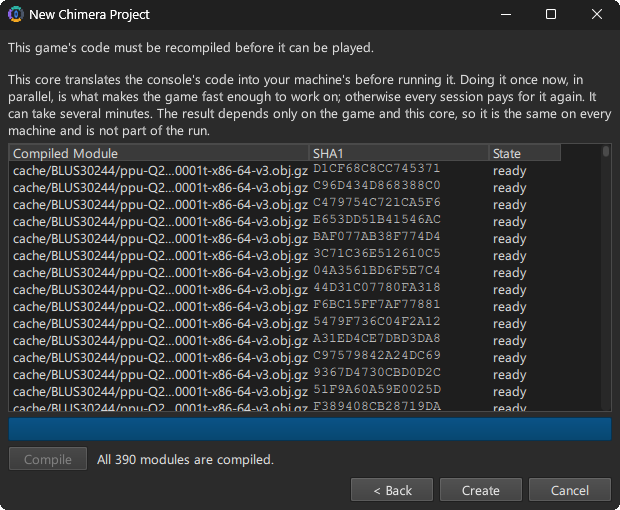 New Chimera Project
This game's code must be recompiled before it can be played.
This core translates the console's code into your machine's before running it. Doing it once now, in
parallel, is what makes the game fast enough to work on; otherwise every session pays for it again. It
can take several minutes. The result depends only on the game and this core, so it is the same on every
machine and is not part of the run.
Compiled Module SHA1 State
cache/BLUS30244/ppu-Q2...0001t-x86-64-v3.obj.gz D1CF68C8CC745371 ready
cache/BLUS30244/ppu-Q2...0001t-x86-64-v3.obj.gz C96D434D868388C0 ready
cache/BLUS30244/ppu-Q2...0001t-x86-64-v3.obj.gz C479754C721CA5F6 ready
cache/BLUS30244/ppu-Q2...0001t-x86-64-v3.obj.gz E653DD51B41546AC ready
cache/BLUS30244/ppu-Q2...0001t-x86-64-v3.obj.gz BAF077AB38F774D4 ready
cache/BLUS30244/ppu-Q2...0001t-x86-64-v3.obj.gz 3C71C36E512610C5 ready
cache/BLUS30244/ppu-Q2...0001t-x86-64-v3.obj.gz 04A3561BD6F5E7C4 ready
cache/BLUS30244/ppu-Q2...0001t-x86-64-v3.obj.gz 44D31C07780FA318 ready
cache/BLUS30244/ppu-Q2...0001t-x86-64-v3.obj.gz F6BC15FF7AF77881 ready
cache/BLUS30244/ppu-Q2...0001t-x86-64-v3.obj.gz 5479F736C04F2A12 ready
cache/BLUS30244/ppu-Q2...0001t-x86-64-v3.obj.gz A31ED4CE7DBD3DA8 ready
cache/BLUS30244/ppu-Q2...0001t-x86-64-v3.obj.gz C97579842A24DC69 ready
cache/BLUS30244/ppu-Q2...0001t-x86-64-v3.obj.gz 9367D4730CBD0D2C ready
cache/BLUS30244/ppu-Q2...0001t-x86-64-v3.obj.gz 51F9A60A59E0025D ready
cache/BLUS30244/ppu-Q2...0001t-x86-64-v3.obj.gz F389408CB28719DA ready
Compile All 390 modules are compiled.
< Back Create Cancel